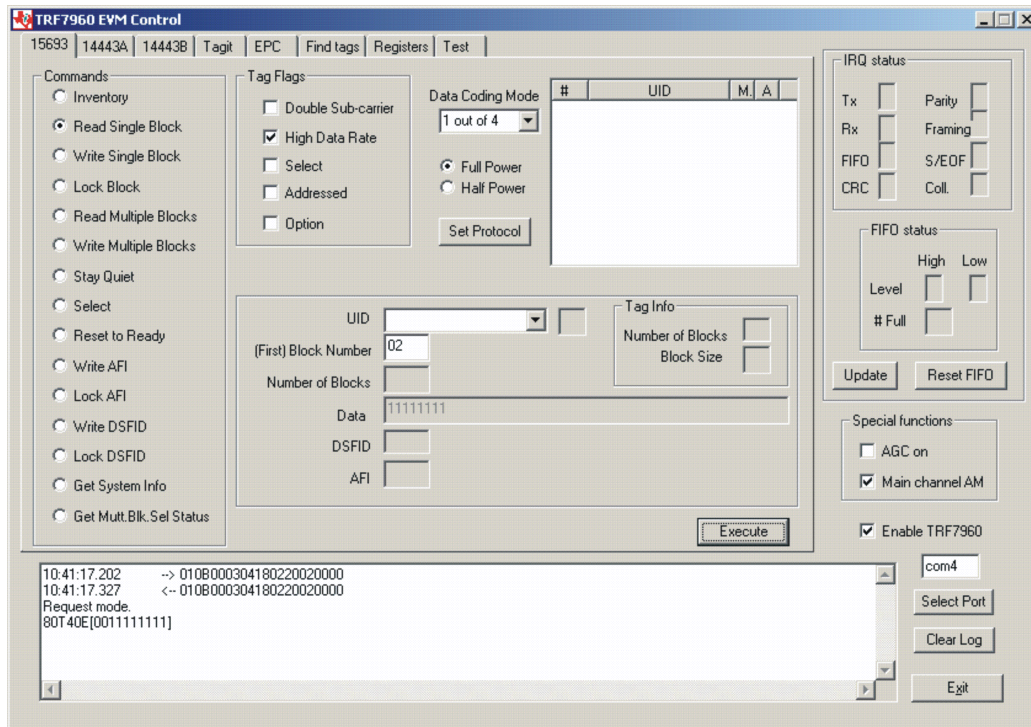 TRF7960 EVM Control
15693
14443A
14443B
Tagit
EPC
Find tags
Registers
Test
Commands
Inventory
Read Single Block
Write Single Block
Lock Block
Read Multiple Blocks
Write Multiple Blocks
Stay Quiet
Select
Reset to Ready
Write AFI
Lock AFI
Write DSFID
Lock DSFID
Get System Info
Get Mutt.Blk.Sel Status
Tag Flags
Double Sub-carrier
High Data Rate
Select
Addressed
Option
Data Coding Mode
1 out of 4
Full Power
Half Power
Set Protocol
# UID M. A
UID
(First) Block Number 02
Number of Blocks
Data 11111111
DSFID
AFI
Tag Info
Number of Blocks
Block Size
Execute
IRQ status
Tx Parity
Rx Framing
FIFO S/EOF
CRC Coll.
FIFO status
High Low
Level
# Full
Update Reset FIFO
Special functions
AGC on
Main channel AM
Enable TRF7960
com4
Select Port
Clear Log
Exit
10:41:17.202 --> 010B000304180220020000
10:41:17.327 <-- 010B000304180220020000
Request mode.
80T40E[0011111111]